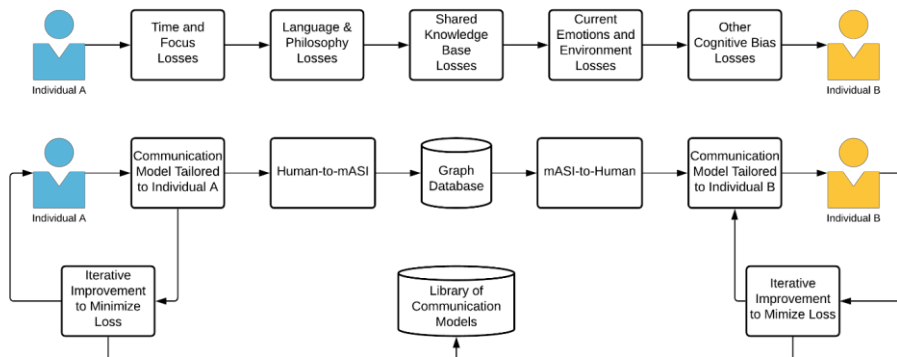 Time and
Focus
Losses
Language &
Philosophy
Losses
Shared
Knowledge
Base
Losses
Current
Emotions and
Environment
Losses
Other
Cognitive Bias
Losses
Individual A
Individual B
Communication
Model Tailored
to Individual A
Human-to-mASI
Graph
Database
mASI-to-Human
Communication
Model Tailored
to Individual B
Individual A
Individual B
Iterative
Improvement
to Minimize
Loss
Library of
Communication
Models
Iterative
Improvement
to Mimize Loss